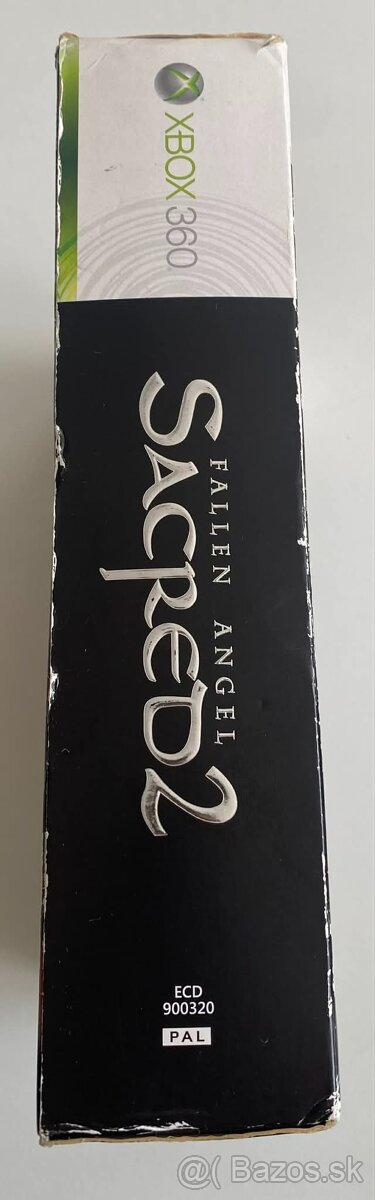 XBOX 360
FALLEN ANGEL
SACRED 2
ECD
900320
PAL
@ Bazos.sk